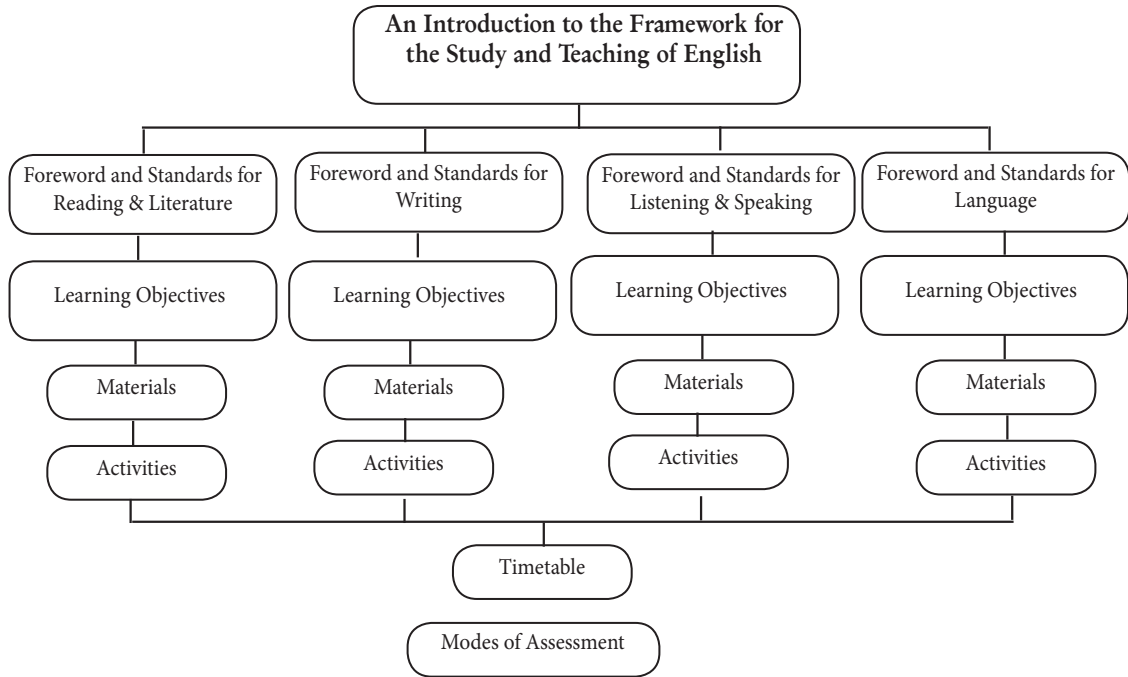 An Introduction to the Framework for
the Study and Teaching of English
Foreword and Standards for
Reading & Literature
Foreword and Standards for
Writing
Foreword and Standards for
Listening & Speaking
Foreword and Standards for
Language
Learning Objectives
Learning Objectives
Learning Objectives
Learning Objectives
Materials
Materials
Materials
Materials
Activities
Activities
Activities
Activities
Timetable
Modes of Assessment